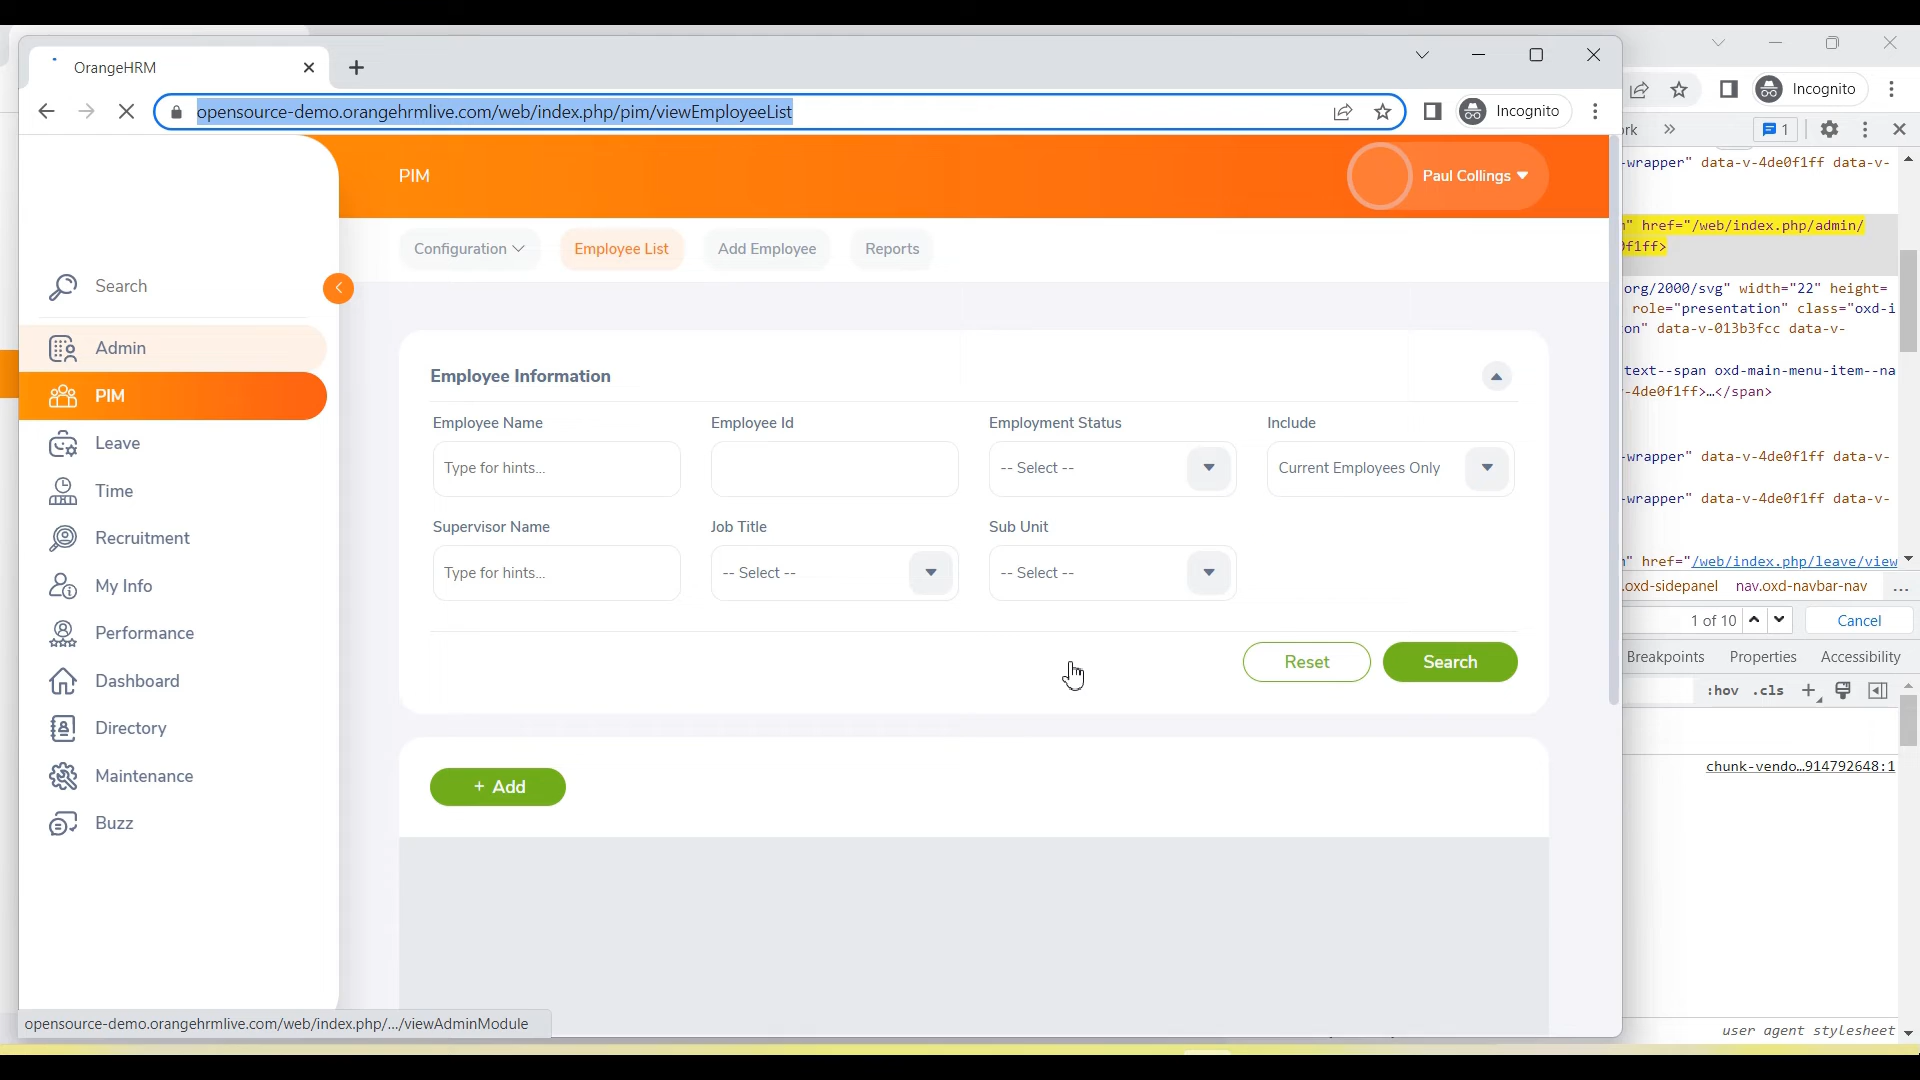 OrangeHRM
opensource-demo.orangehrmlive.com/web/index.php/pim/viewEmployeeList
Incognito
PIM
Paul Collings
Configuration
Employee List
Add Employee
Reports
Search
Admin
PIM
Leave
Time
Recruitment
My Info
Performance
Dashboard
Directory
Maintenance
Buzz
Employee Information
Employee Name
Employee Id
Employment Status
Include
Type for hints...
-- Select --
Current Employees Only
Supervisor Name
Job Title
Sub Unit
Type for hints...
-- Select --
-- Select --
Reset
Search
+ Add
opensource-demo.orangehrmlive.com/web/index.php/.../viewAdminModule
Incognito
rk
1
-wrapper" data-v-4de0f1ff data-v-
" href="/web/index.php/admin/
0f1ff>
org/2000/svg" width="22" height=
role="presentation" class="oxd-i
on" data-v-013b3fcc data-v-
text--span oxd-main-menu-item--na
-4de0f1ff>…</span>
-wrapper" data-v-4de0f1ff data-v-
-wrapper" data-v-4de0f1ff data-v-
" href="/web/index.php/leave/view
.oxd-sidepanel
nav.oxd-navbar-nav
...
1 of 10
Cancel
Breakpoints
Properties
Accessibility
:hov
.cls
chunk-vendo…914792648:1
user agent stylesheet